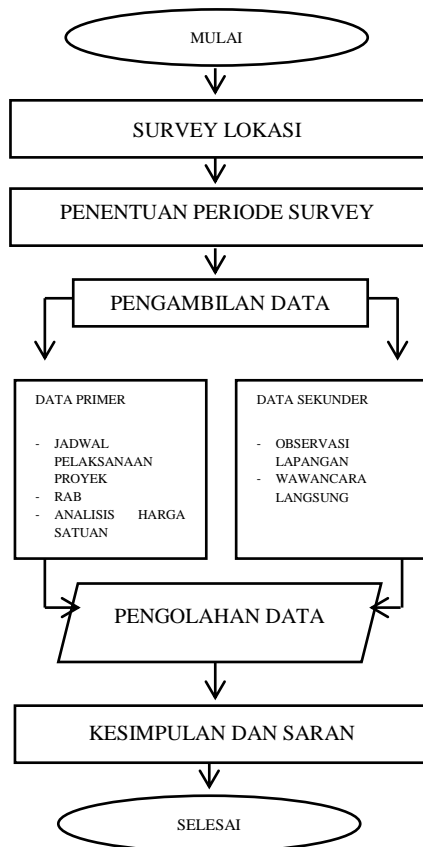 MULAI
SURVEY LOKASI
PENENTUAN PERIODE SURVEY
PENGAMBILAN DATA
DATA PRIMER
- JADWAL
PELAKSANAAN
PROYEK
- RAB
- ANALISIS HARGA
SATUAN
DATA SEKUNDER
- OBSERVASI
LAPANGAN
- WAWANCARA
LANGSUNG
PENGOLAHAN DATA
KESIMPULAN DAN SARAN
SELESAI